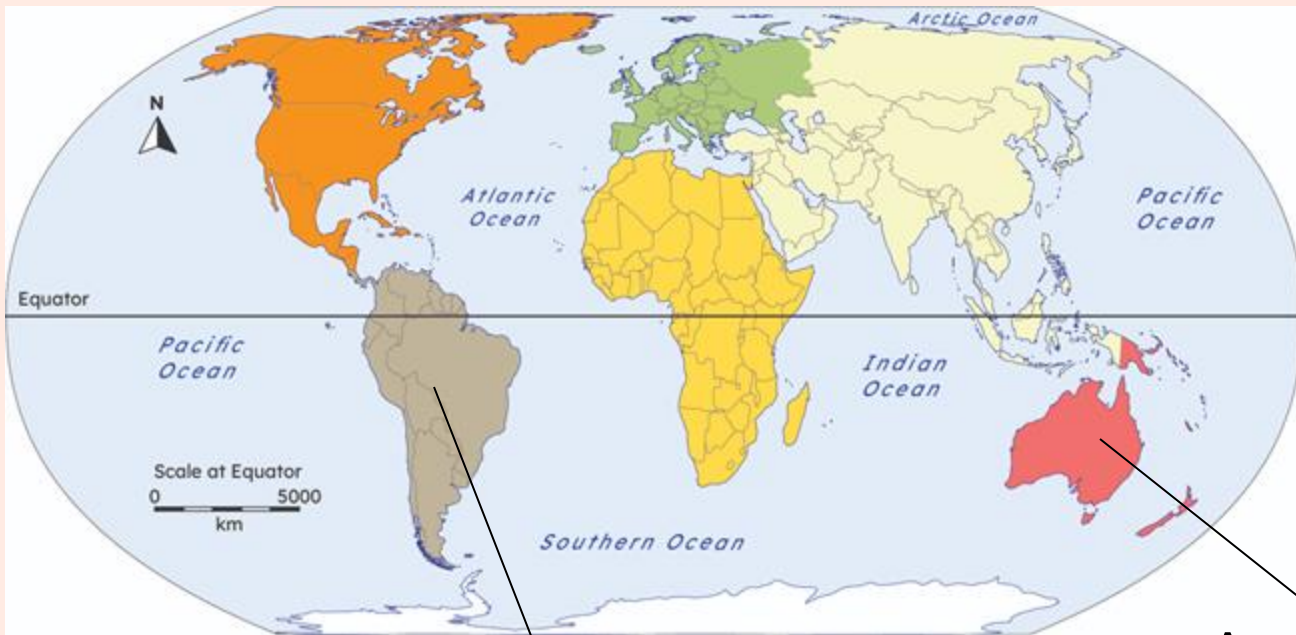 Arctic Ocean
N
Atlantic
Ocean
Pacific
Ocean
Equator
Pacific
Ocean
Indian
Ocean
Scale at Equator
0 5000
km
Southern Ocean